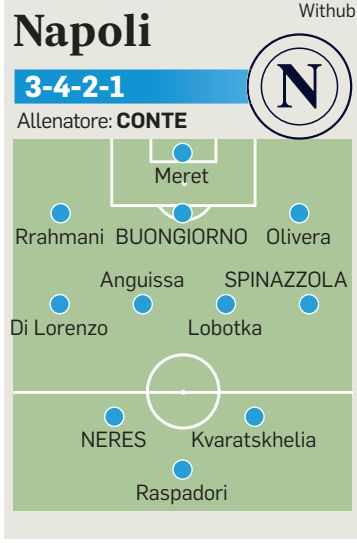 Withub
Napoli
3-4-2-1
N
Allenatore: CONTE
Meret
Rrahmani BUONGIORNO Olivera
Anguissa SPINAZZOLA
Di Lorenzo Lobotka
NERES Kvaratskhelia
Raspadori